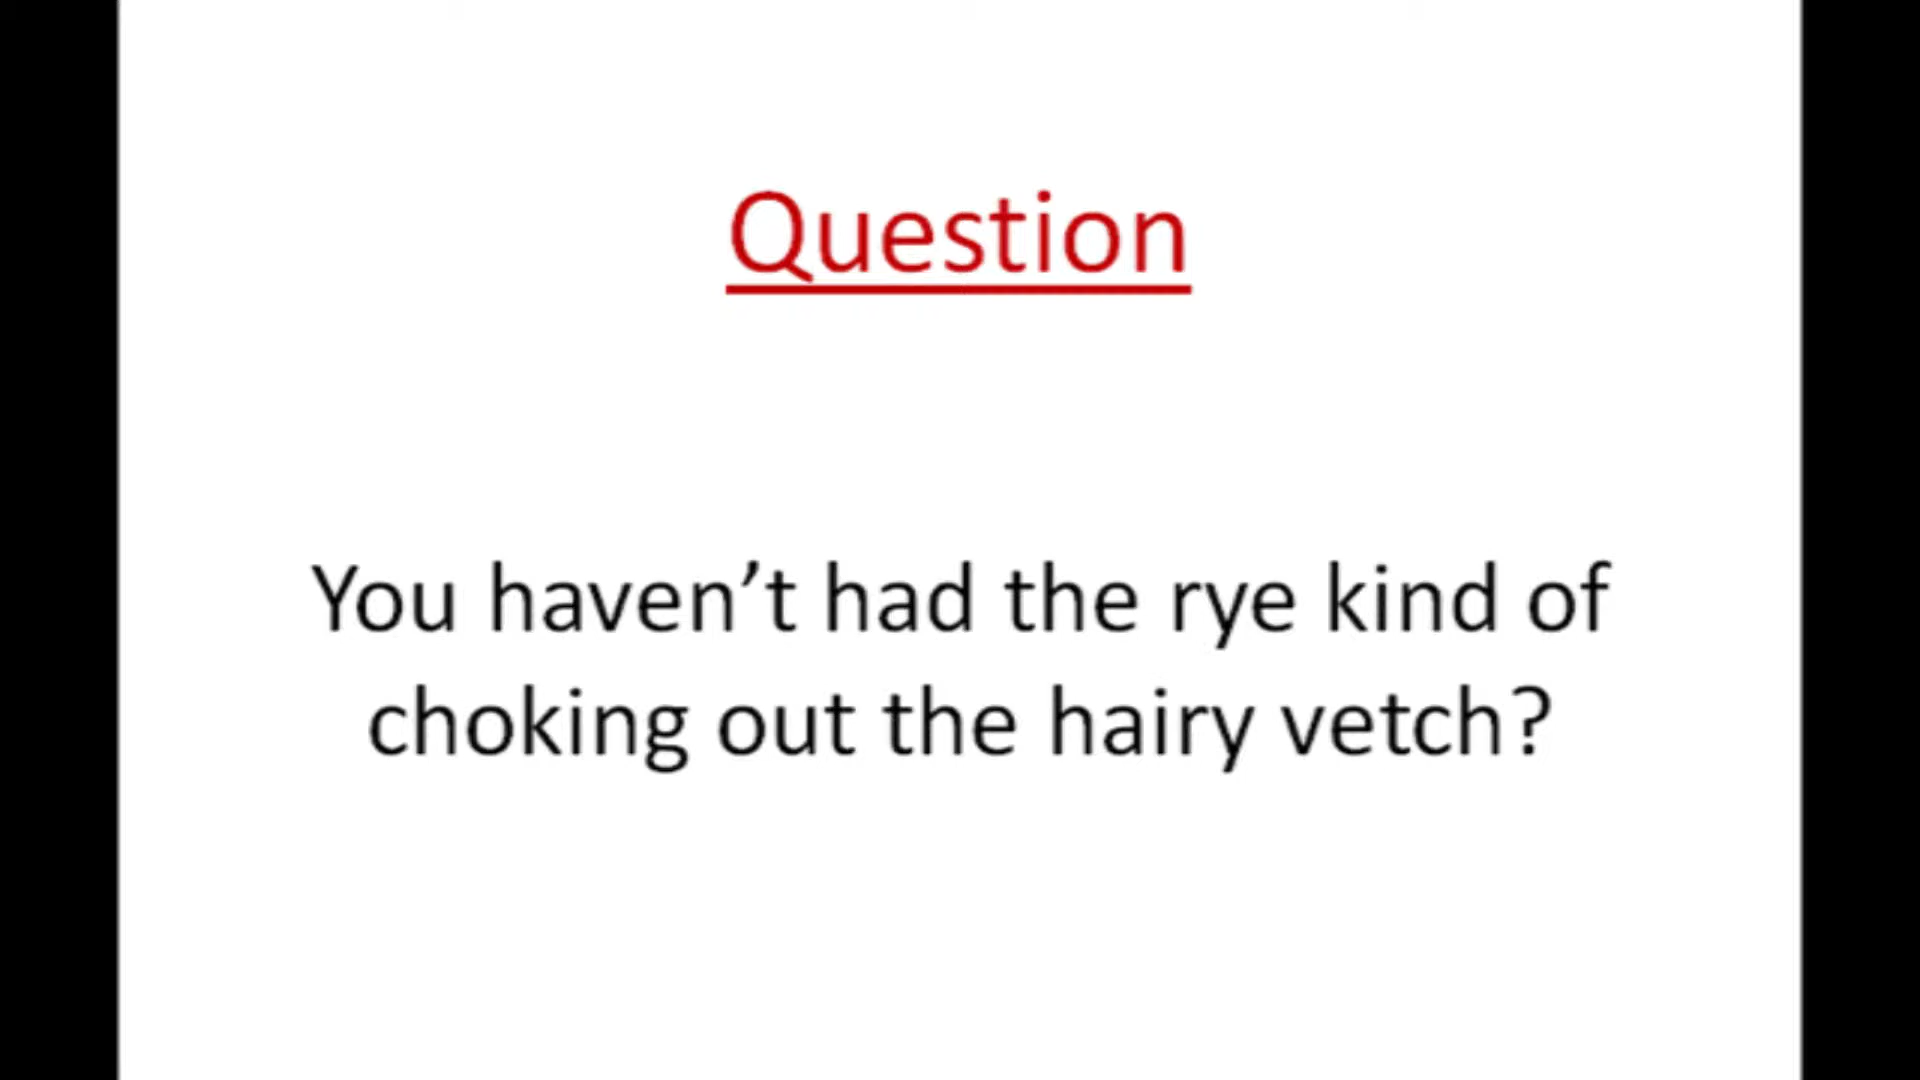 Question
You haven’t had the rye kind of
choking out the hairy vetch?